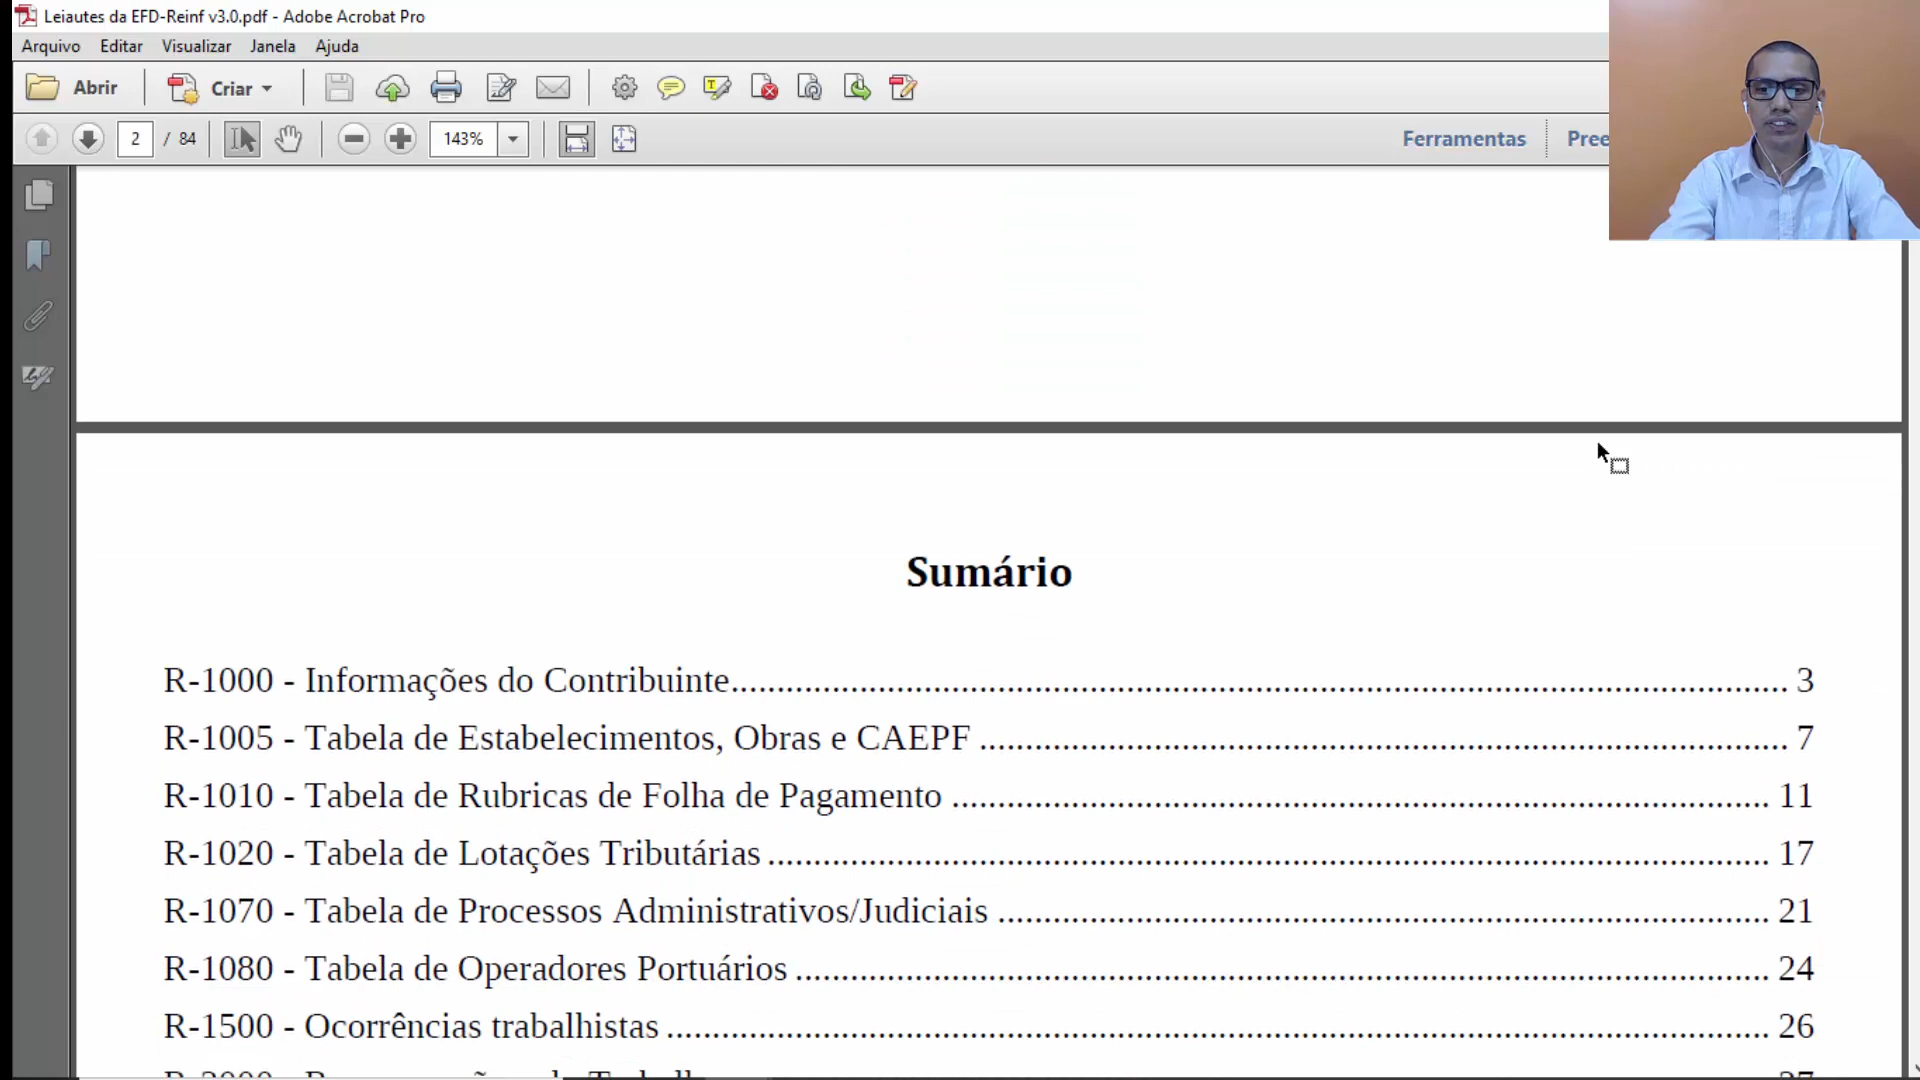 Leiautes da EFD-Reinf v3.0.pdf - Adobe Acrobat Pro
Arquivo Editar Visualizar Janela Ajuda
Abrir Criar
2 / 84 143% Ferramentas
Sumário
R-1000 - Informações do Contribuinte.......... 3
R-1005 - Tabela de Estabelecimentos, Obras e CAEPF .......... 7
R-1010 - Tabela de Rubricas de Folha de Pagamento .......... 11
R-1020 - Tabela de Lotações Tributárias .......... 17
R-1070 - Tabela de Processos Administrativos/Judiciais .......... 21
R-1080 - Tabela de Operadores Portuários .......... 24
R-1500 - Ocorrências trabalhistas .......... 26